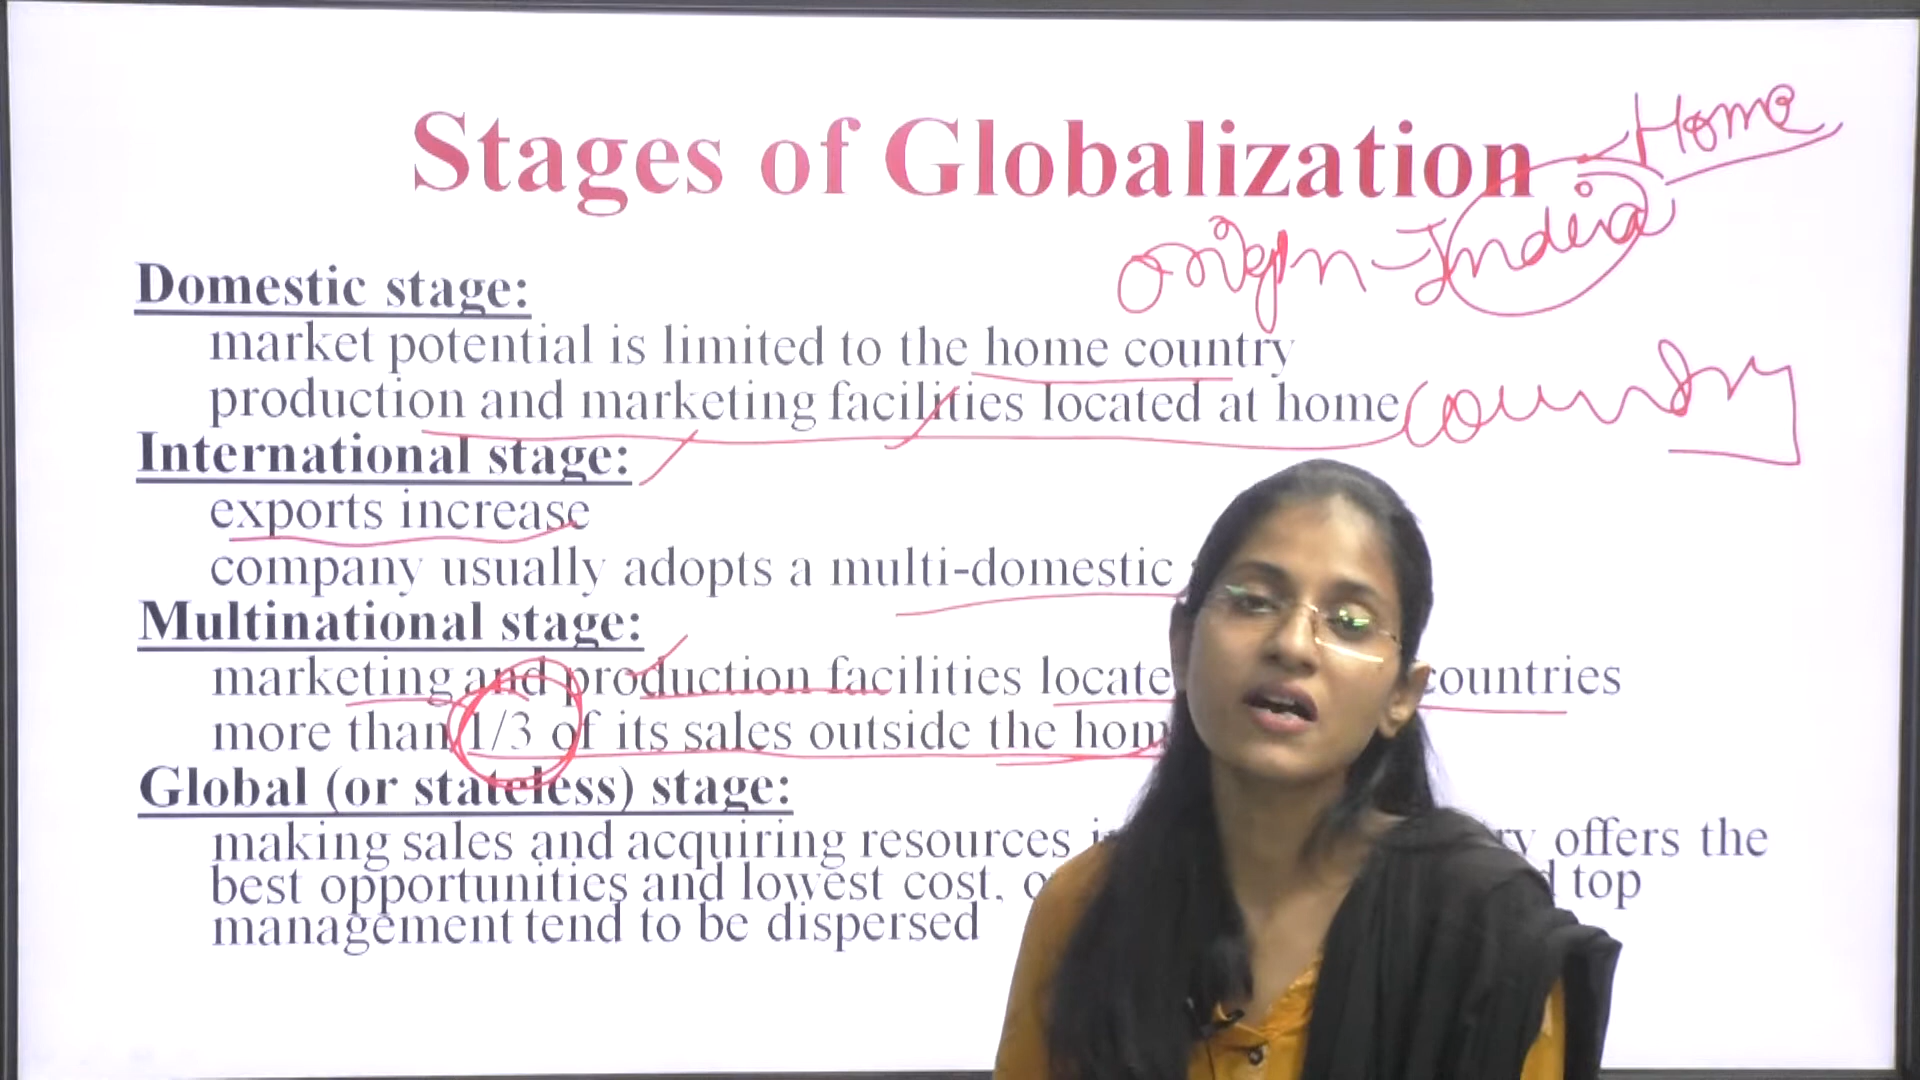 Stages of Globalization
Home
origin - India
Domestic stage:
market potential is limited to the home country
production and marketing facilities located at home country
International stage:
exports increase
company usually adopts a multi-domestic
Multinational stage:
marketing and production facilities locate countries
more than 1/3 of its sales outside the hom
Global (or stateless) stage:
making sales and acquiring resources offers the
best opportunities and lowest cost, top
management tend to be dispersed